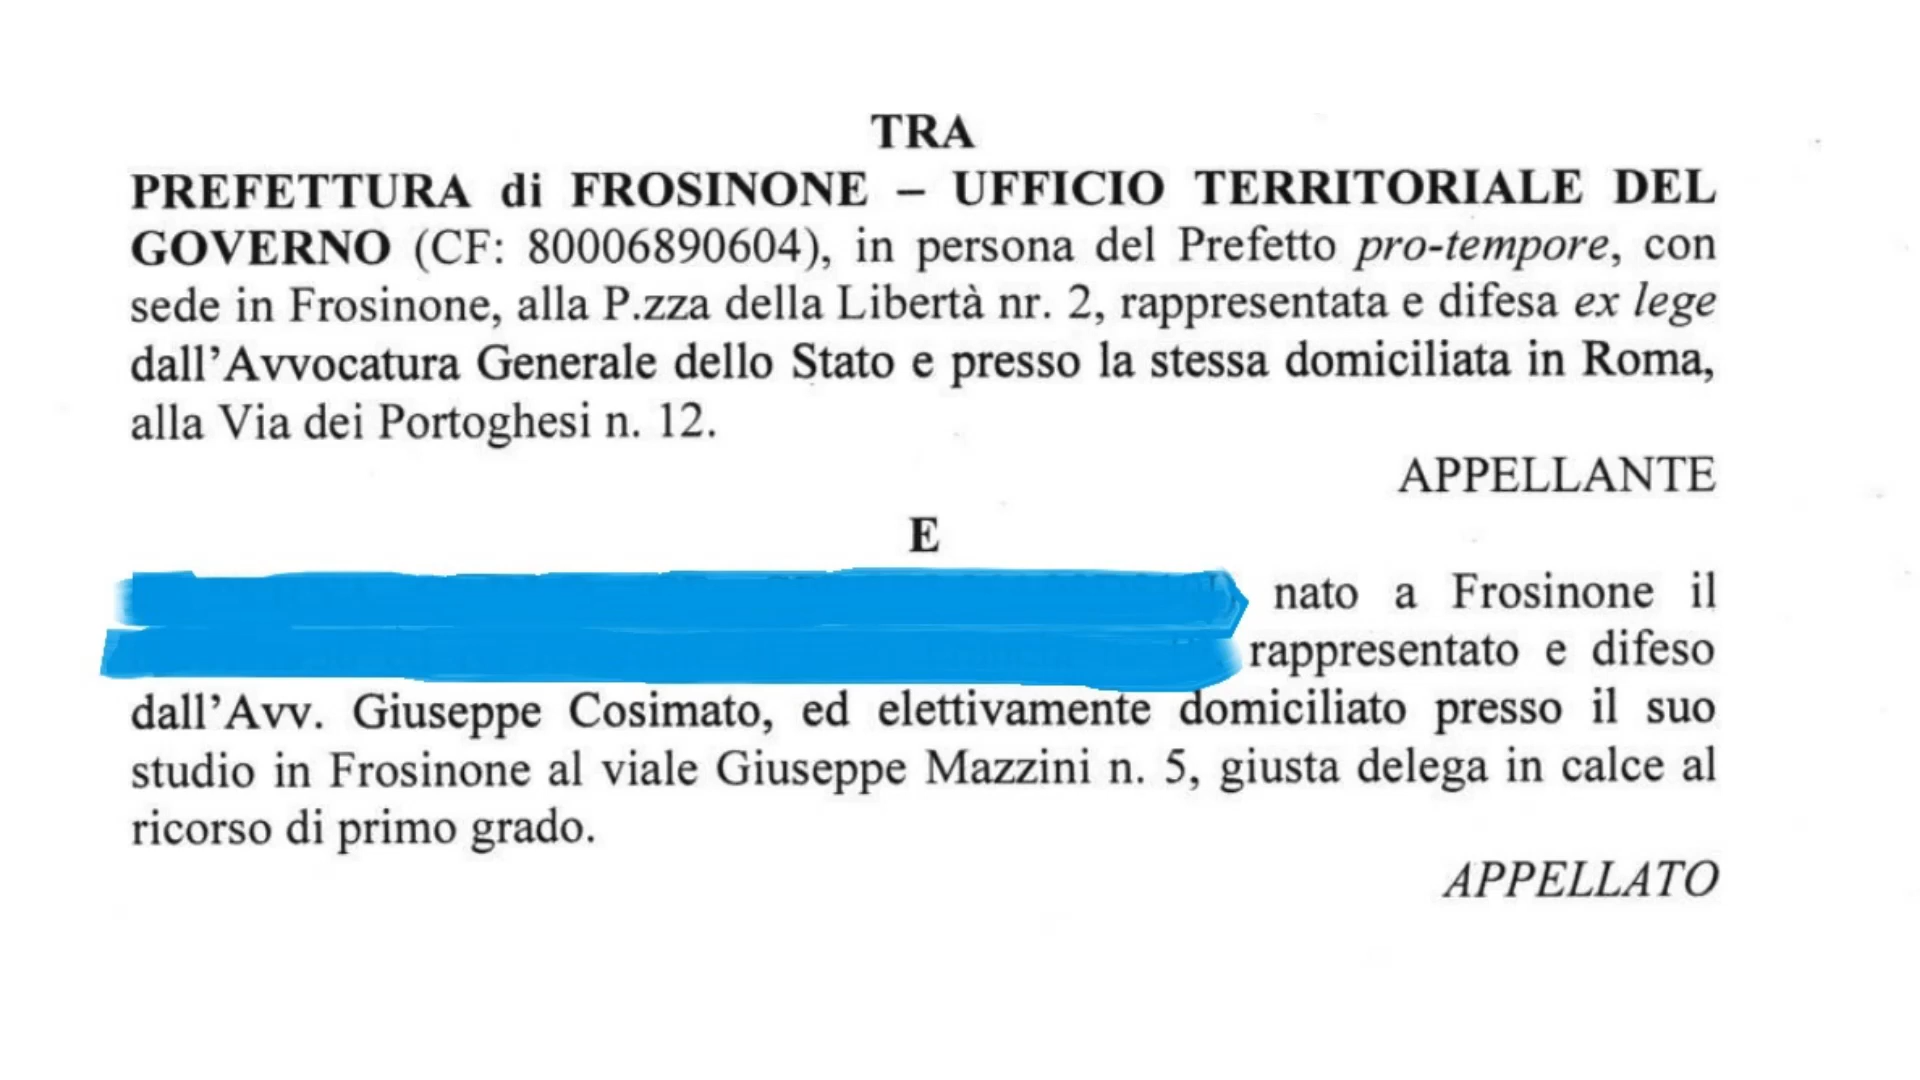 TRA
PREFETTURA di FROSINONE – UFFICIO TERRITORIALE DEL
GOVERNO (CF: 80006890604), in persona del Prefetto pro-tempore, con
sede in Frosinone, alla P.zza della Libertà nr. 2, rappresentata e difesa ex lege
dall'Avvocatura Generale dello Stato e presso la stessa domiciliata in Roma,
alla Via dei Portoghesi n. 12.
APPELLANTE
E
nato a Frosinone il
rappresentato e difeso
dall'Avv. Giuseppe Cosimato, ed elettivamente domiciliato presso il suo
studio in Frosinone al viale Giuseppe Mazzini n. 5, giusta delega in calce al
ricorso di primo grado.
APPELLATO